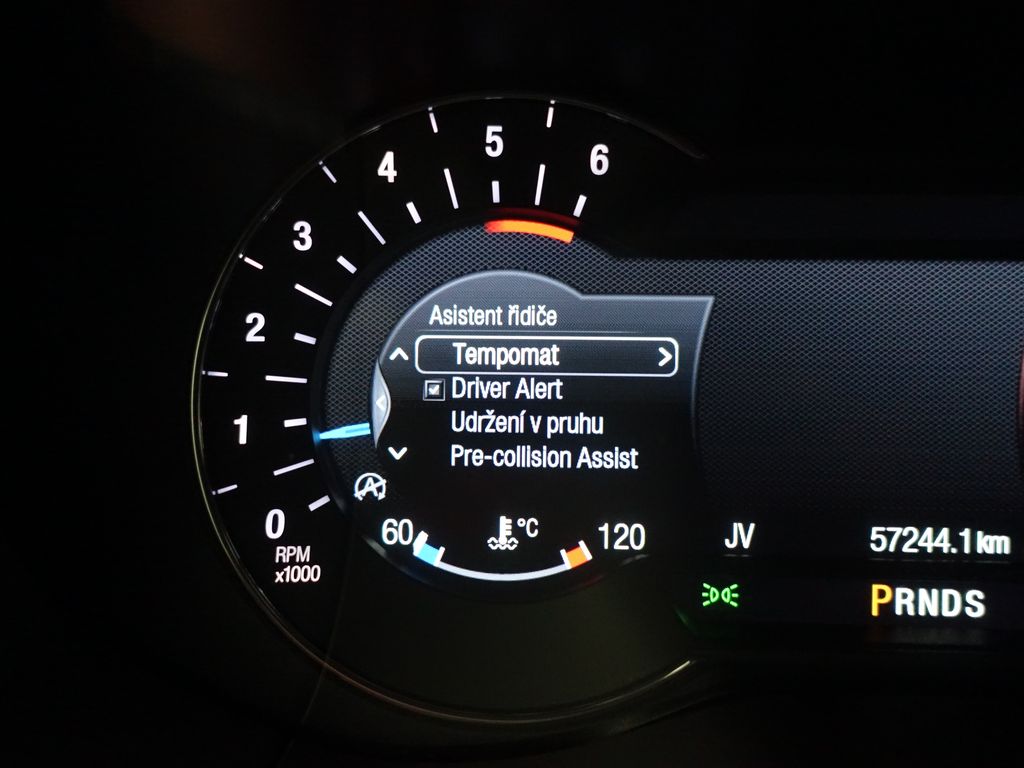 5
4
6
3
Asistent řidiče
2
Tempomat
Driver Alert
1
Udržení v pruhu
Pre-collision Assist
A
0
60
°C
120
JV
57244.1 km
RPM
x1000
PRNDS